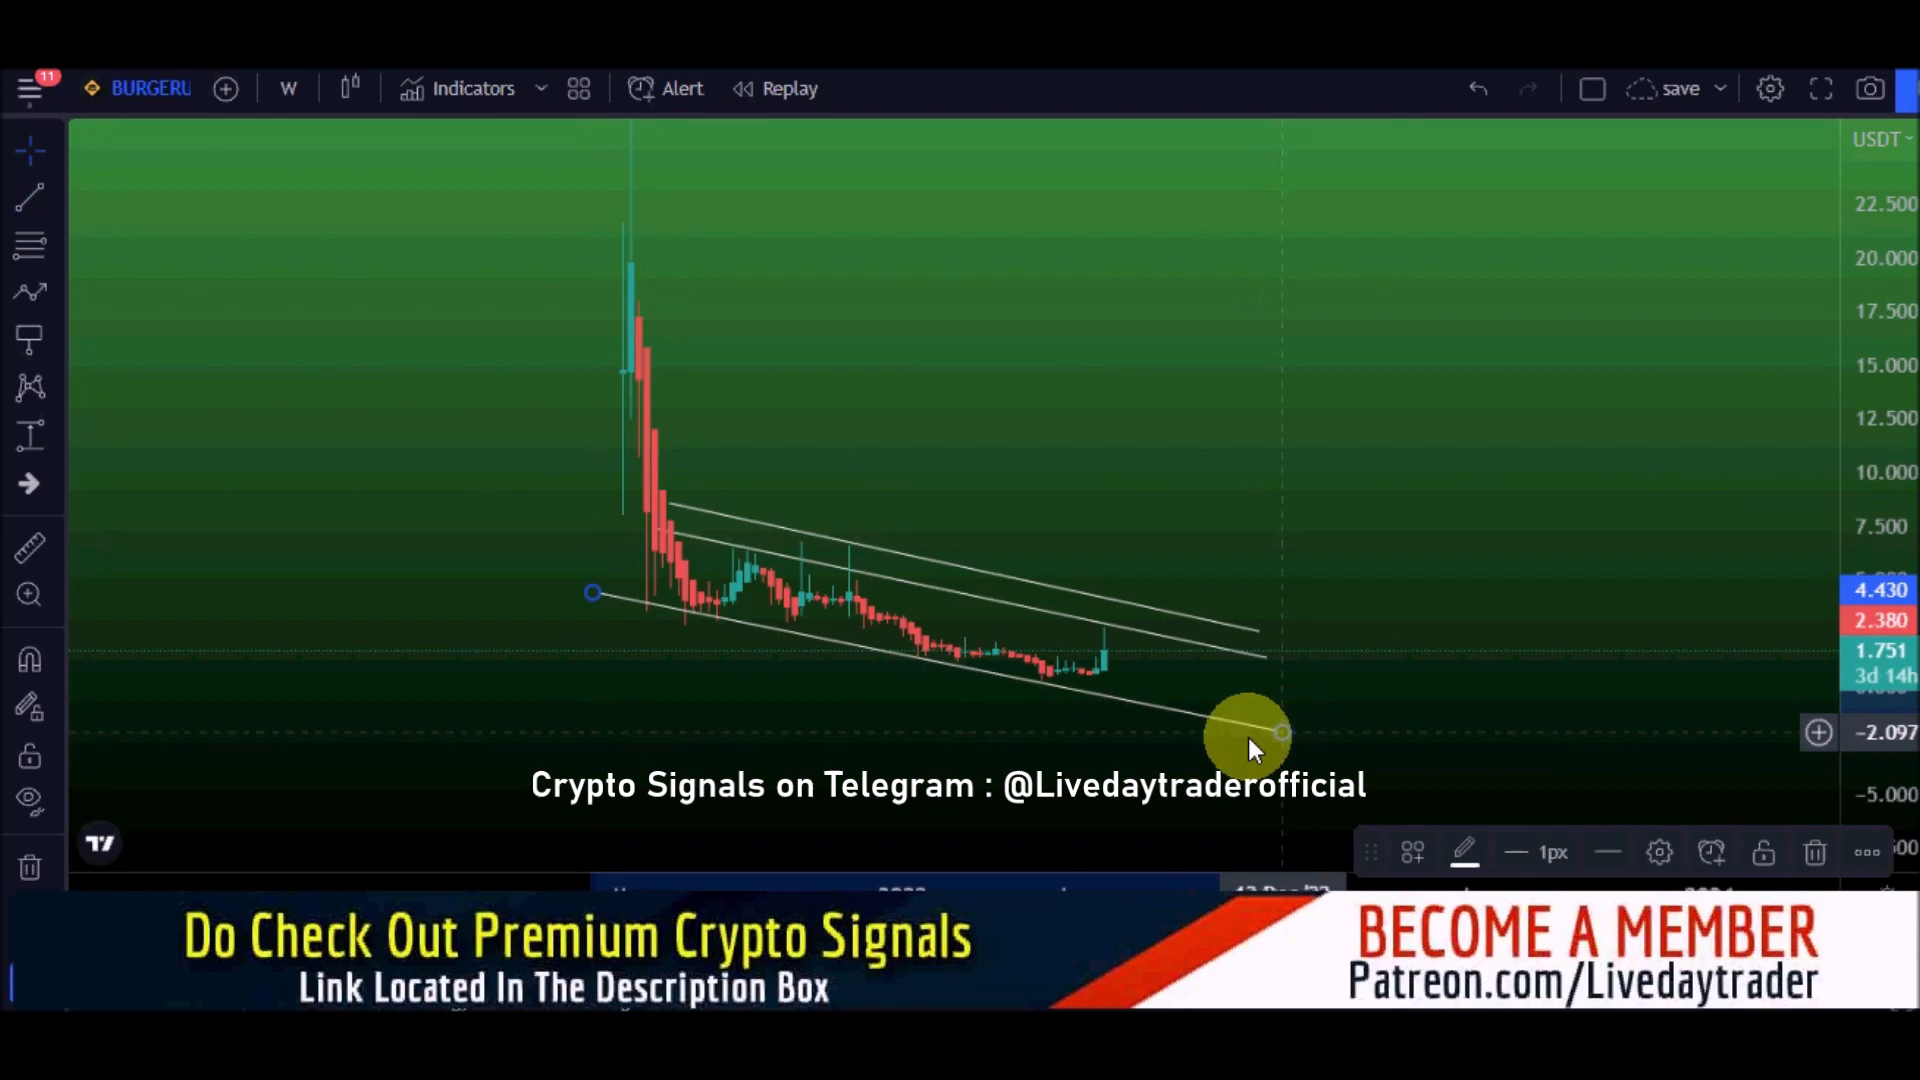 11
BURGERU
W
Indicators
Alert
Replay
save
USDT
22.500
20.000
17.500
15.000
12.500
10.000
7.500
4.430
2.380
1.751
3d 14h
−2.097
−5.000
Crypto Signals on Telegram : @Livedaytraderofficial
1px
Do Check Out Premium Crypto Signals
Link Located In The Description Box
BECOME A MEMBER
Patreon.com/Livedaytrader